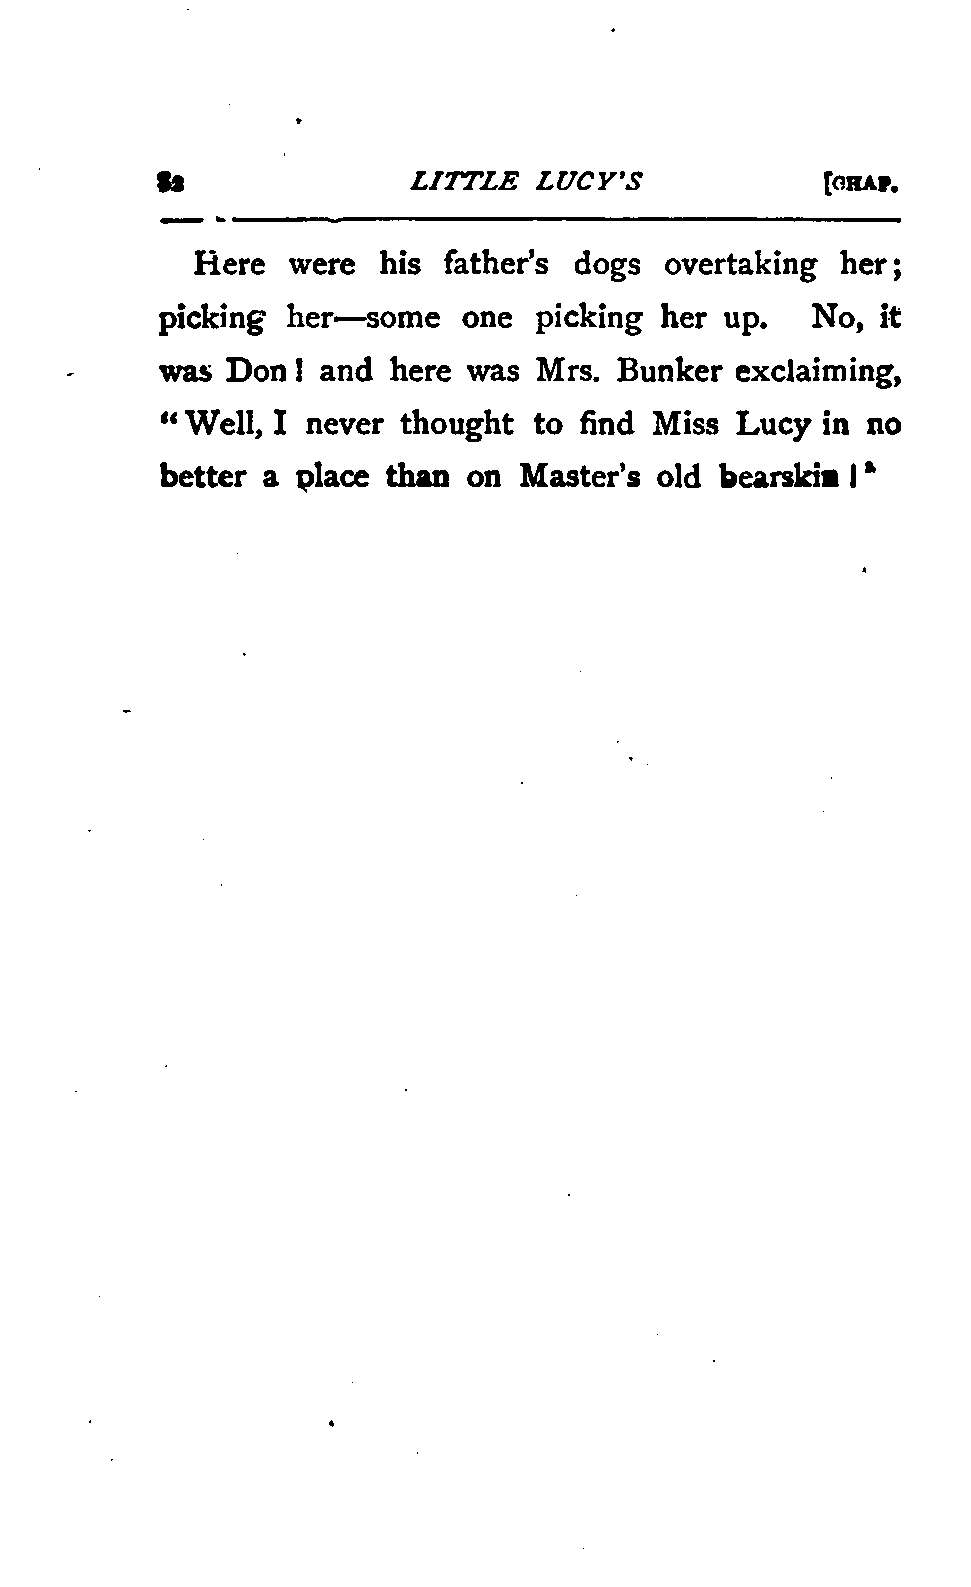 82 LITTLE LUCY'S [CHAP.
Here were his father's dogs overtaking her;
picking her—some one picking her up. No, it
was Don! and here was Mrs. Bunker exclaiming,
"Well, I never thought to find Miss Lucy in no
better a place than on Master's old bearskin!"